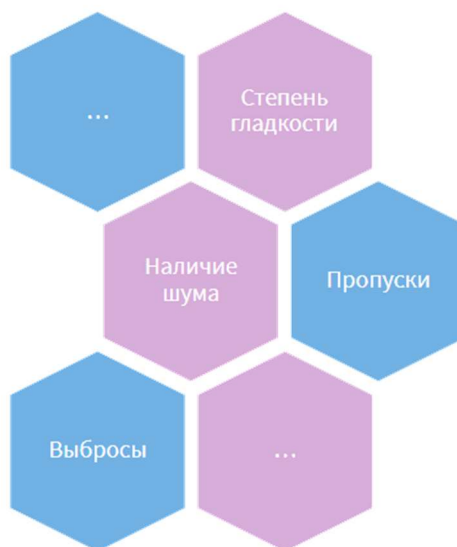 ...
Степень
гладкости
Наличие
шума
Пропуски
Выбросы
...